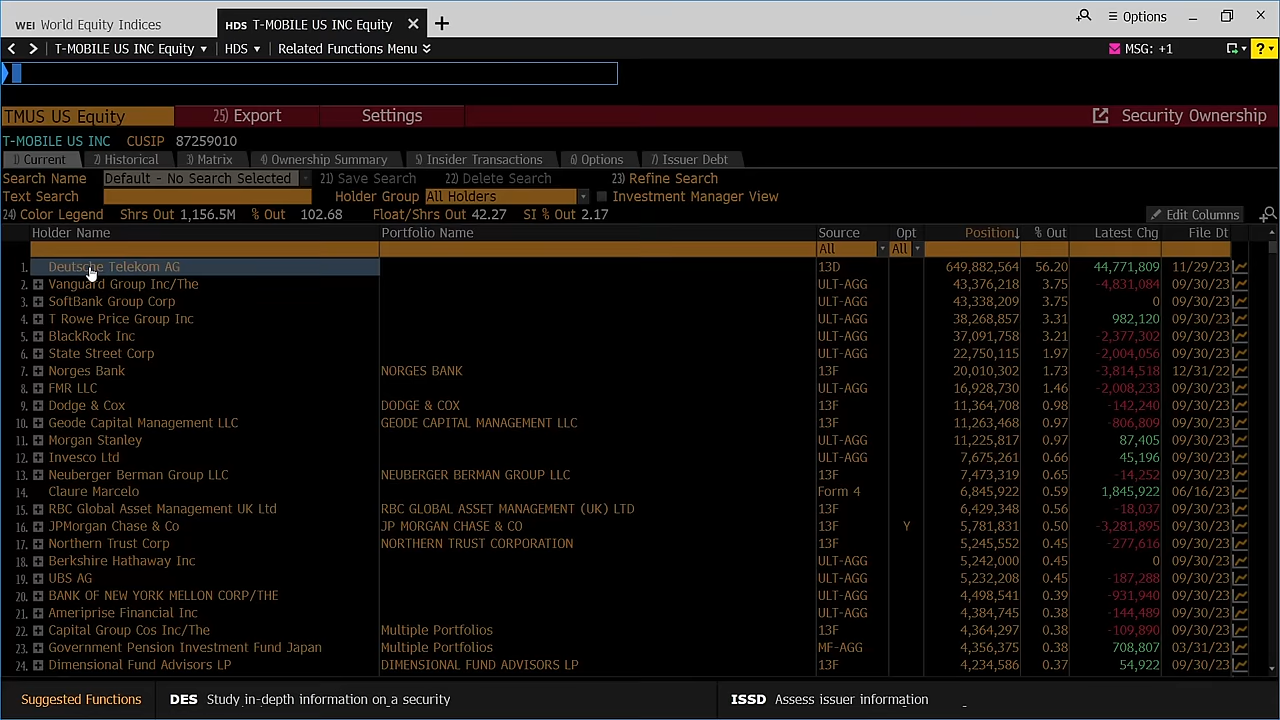 WEI World Equity Indices HDS T-MOBILE US INC Equity Options
T-MOBILE US INC Equity HDS Related Functions Menu MSG: +1 ?
TMUS US Equity 25) Export Settings Security Ownership
T-MOBILE US INC CUSIP 87259010
1) Current 2) Historical 3) Matrix 4) Ownership Summary 5) Insider Transactions 6) Options 7) Issuer Debt
Search Name Default - No Search Selected 21) Save Search 22) Delete Search 23) Refine Search
Text Search Holder Group All Holders Investment Manager View
24) Color Legend Shrs Out 1,156.5M % Out 102.68 Float/Shrs Out 42.27 SI % Out 2.17 Edit Columns
Holder Name Portfolio Name Source Opt Position↓ % Out Latest Chg File Dt
All All
1. Deutsche Telekom AG 13D 649,882,564 56.20 44,771,809 11/29/23
2. Vanguard Group Inc/The ULT-AGG 43,376,218 3.75 -4,831,084 09/30/23
3. SoftBank Group Corp ULT-AGG 43,338,209 3.75 0 09/30/23
4. T Rowe Price Group Inc ULT-AGG 38,268,857 3.31 982,120 09/30/23
5. BlackRock Inc ULT-AGG 37,091,758 3.21 -2,377,302 09/30/23
6. State Street Corp ULT-AGG 22,750,115 1.97 -2,004,056 09/30/23
7. Norges Bank NORGES BANK 13F 20,010,302 1.73 -3,814,518 12/31/22
8. FMR LLC ULT-AGG 16,928,730 1.46 -2,008,233 09/30/23
9. Dodge & Cox DODGE & COX 13F 11,364,708 0.98 -142,240 09/30/23
10. Geode Capital Management LLC GEODE CAPITAL MANAGEMENT LLC 13F 11,263,468 0.97 -806,809 09/30/23
11. Morgan Stanley ULT-AGG 11,225,817 0.97 87,405 09/30/23
12. Invesco Ltd ULT-AGG 7,675,261 0.66 45,196 09/30/23
13. Neuberger Berman Group LLC NEUBERGER BERMAN GROUP LLC 13F 7,473,319 0.65 -14,252 09/30/23
14. Claure Marcelo Form 4 6,845,922 0.59 1,845,922 06/16/23
15. RBC Global Asset Management UK Ltd RBC GLOBAL ASSET MANAGEMENT (UK) LTD 13F 6,429,348 0.56 -18,037 09/30/23
16. JPMorgan Chase & Co JP MORGAN CHASE & CO 13F Y 5,781,831 0.50 -3,281,895 09/30/23
17. Northern Trust Corp NORTHERN TRUST CORPORATION 13F 5,245,552 0.45 -277,616 09/30/23
18. Berkshire Hathaway Inc ULT-AGG 5,242,000 0.45 0 09/30/23
19. UBS AG ULT-AGG 5,232,208 0.45 -187,288 09/30/23
20. BANK OF NEW YORK MELLON CORP/THE ULT-AGG 4,498,541 0.39 -931,940 09/30/23
21. Ameriprise Financial Inc ULT-AGG 4,384,745 0.38 -144,489 09/30/23
22. Capital Group Cos Inc/The Multiple Portfolios 13F 4,364,297 0.38 -109,890 09/30/23
23. Government Pension Investment Fund Japan Multiple Portfolios MF-AGG 4,356,375 0.38 708,807 03/31/23
24. Dimensional Fund Advisors LP DIMENSIONAL FUND ADVISORS LP 13F 4,234,586 0.37 54,922 09/30/23
Suggested Functions DES Study in-depth information on a security ISSD Assess issuer information